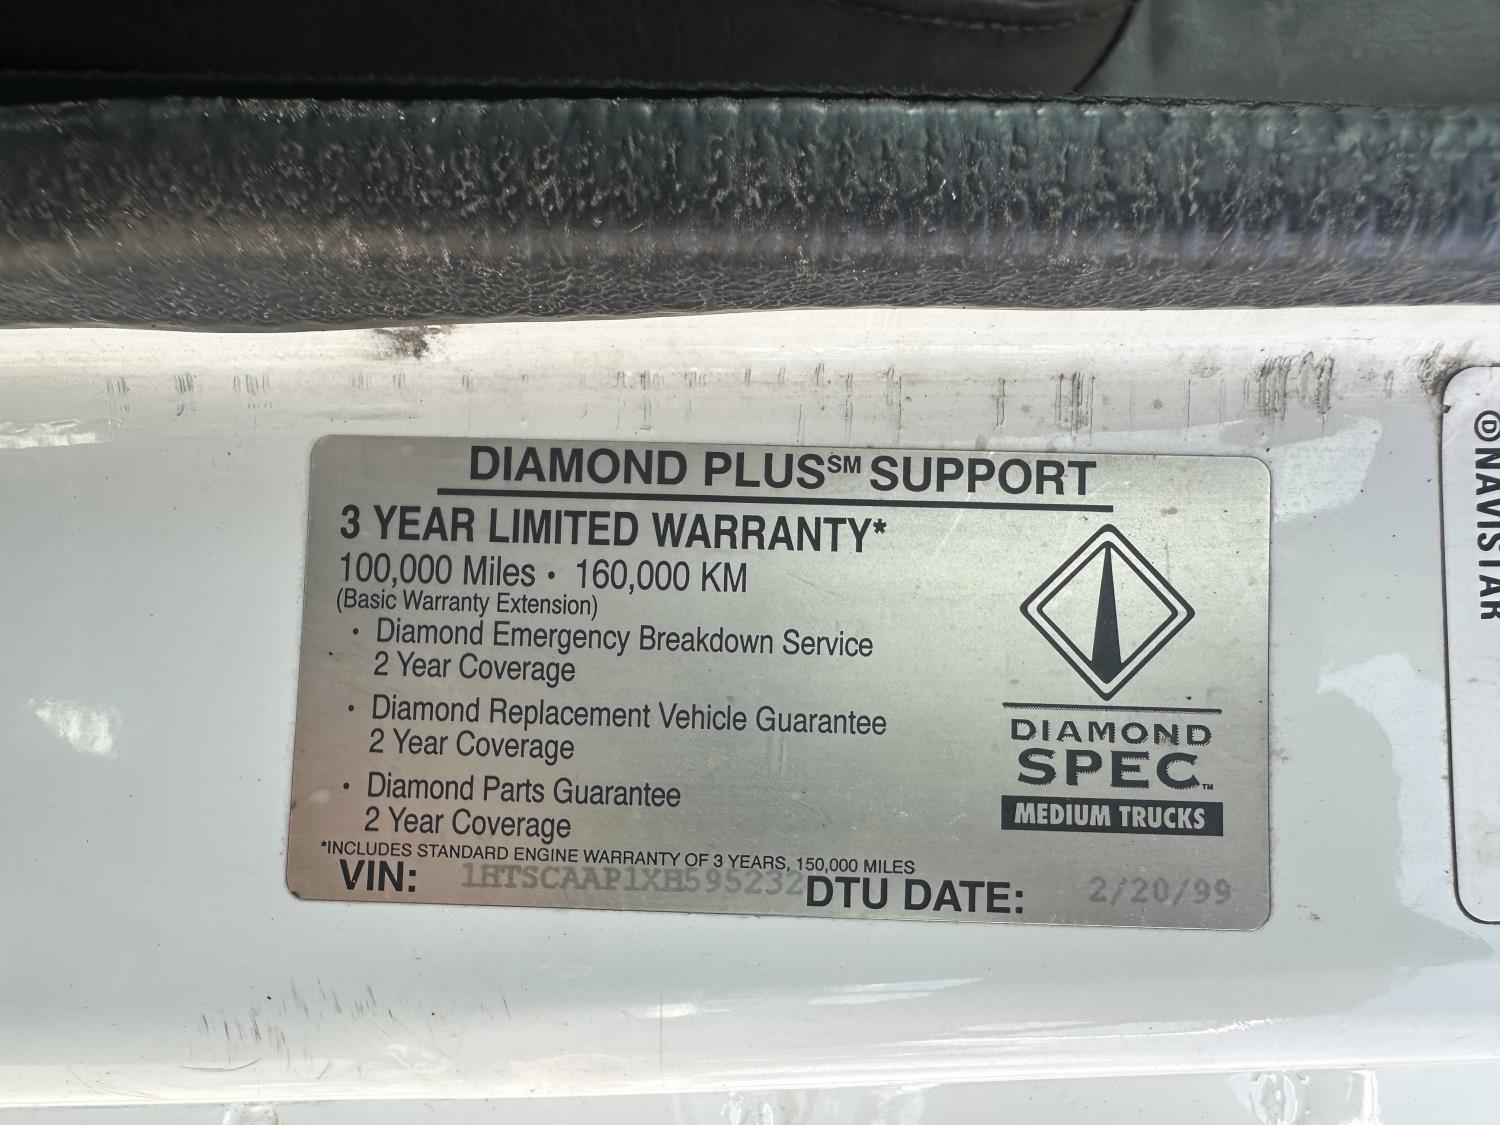 DIAMOND PLUS℠ SUPPORT
3 YEAR LIMITED WARRANTY*
100,000 Miles • 160,000 KM
(Basic Warranty Extension)
• Diamond Emergency Breakdown Service
2 Year Coverage
• Diamond Replacement Vehicle Guarantee
2 Year Coverage
• Diamond Parts Guarantee
2 Year Coverage
*INCLUDES STANDARD ENGINE WARRANTY OF 3 YEARS, 150,000 MILES
VIN: 1HTSCAAP1XH595232 DTU DATE: 2/20/99
DIAMOND
SPEC™
MEDIUM TRUCKS
NAVISTAR